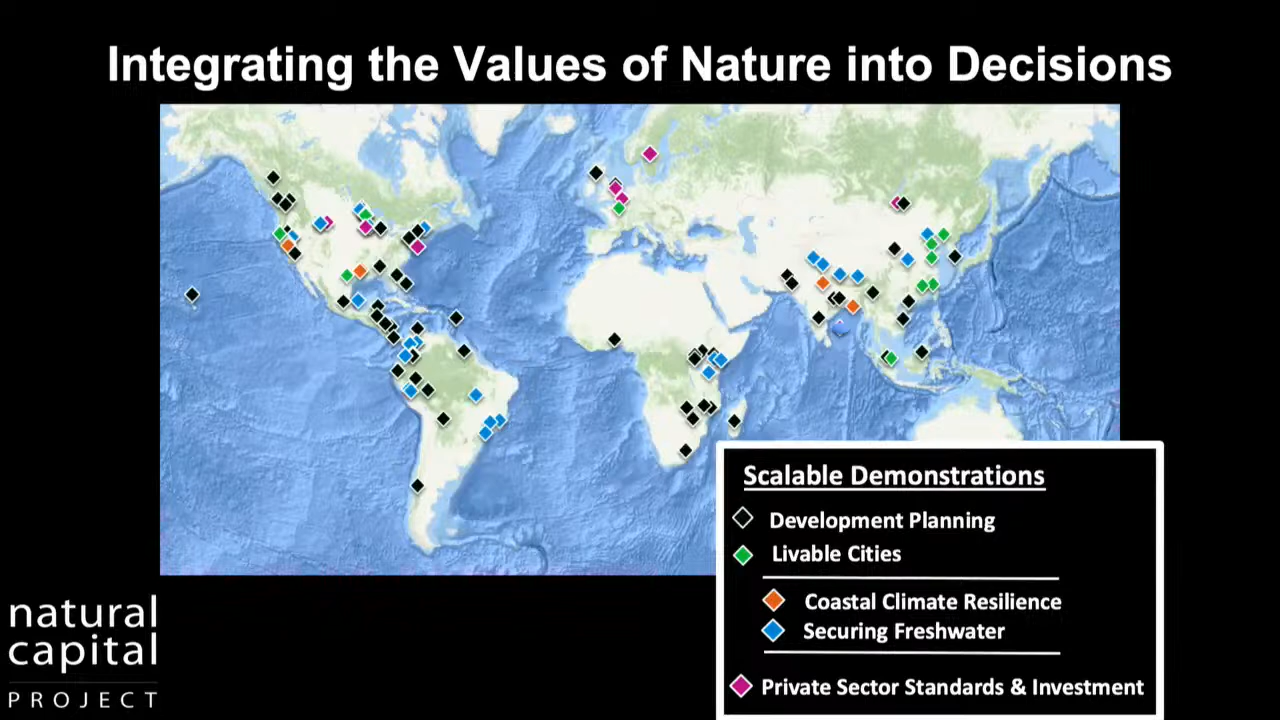 Integrating the Values of Nature into Decisions
Scalable Demonstrations
Development Planning
Livable Cities
Coastal Climate Resilience
Securing Freshwater
Private Sector Standards & Investment
natural
capital
PROJECT